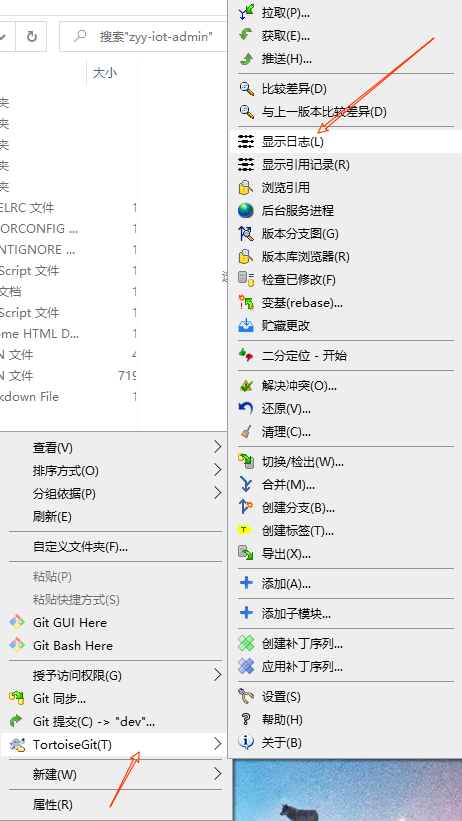 搜索"zyy-iot-admin"
大小
夹
夹
夹
夹
夹
ELRC 文件 1
ORCONFIG ... 1
NTIGNORE ... 1
Script 文件 1
文档 1
Script 文件 1
ome HTML D... 1
N 文件 4
N 文件 719
kdown File 1
查看(V)
排序方式(O)
分组依据(P)
刷新(E)
自定义文件夹(F)...
粘贴(P)
粘贴快捷方式(S)
Git GUI Here
Git Bash Here
授予访问权限(G)
Git 同步...
Git 提交(C) -> "dev"...
TortoiseGit(T)
新建(W)
属性(R)
拉取(P)...
获取(E)...
推送(H)...
比较差异(D)
与上一版本比较差异(D)
显示日志(L)
显示引用记录(R)
浏览引用
后台服务进程
版本分支图(G)
版本库浏览器(R)
检查已修改(F)
变基(rebase)...
贮藏更改
二分定位 - 开始
解决冲突(O)...
还原(V)...
清理(C)...
切换/检出(W)...
合并(M)...
创建分支(B)...
创建标签(T)...
导出(X)...
添加(A)...
添加子模块...
创建补丁序列...
应用补丁序列...
设置(S)
帮助(H)
关于(B)